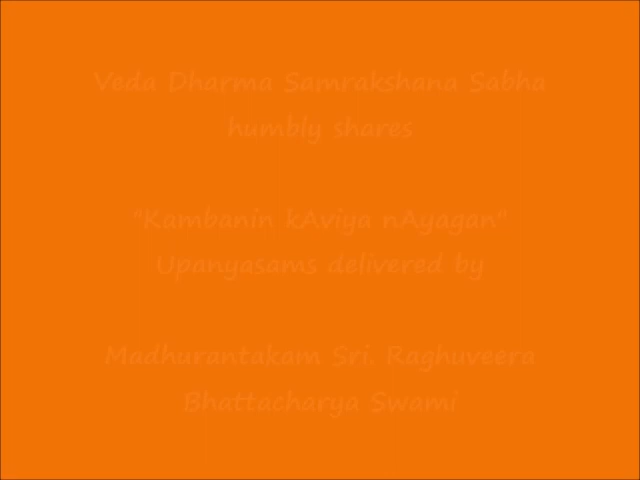 Veda Dharma Samrakshana Sabha
humbly shares
"Kambanin kAviya nAyagan"
Upanyasams delivered by
Madhurantakam Sri. Raghuveera
Bhattacharya Swami